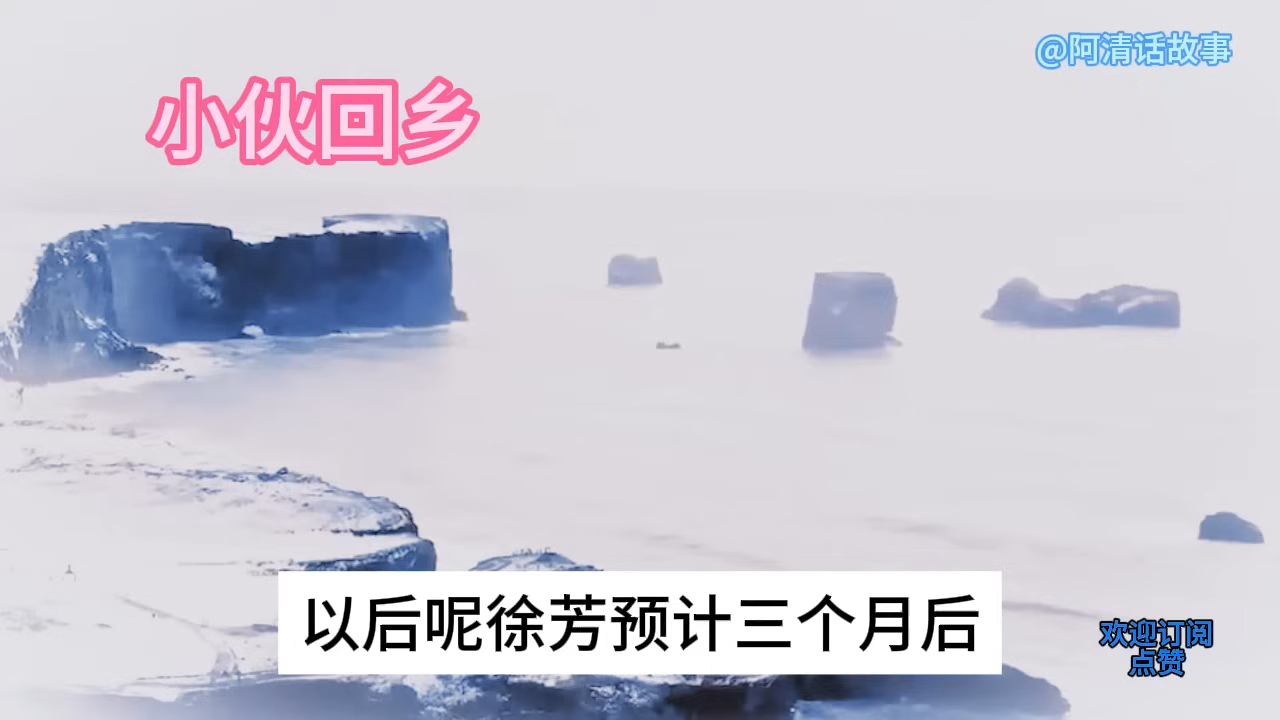 @阿清话故事
小伙回乡
以后呢徐芳预计三个月后
欢迎订阅
点赞